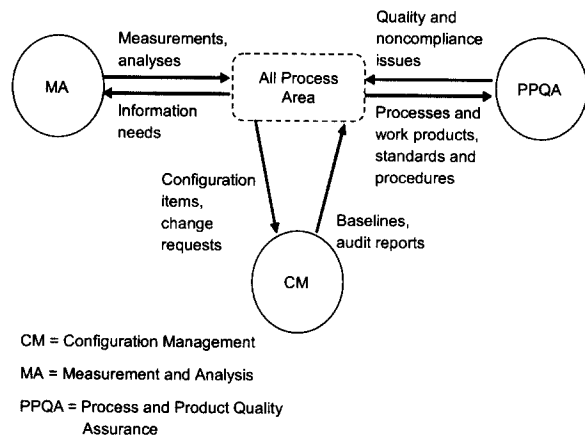 Measurements,
analyses
MA
Information
needs
All Process
Area
Quality and
noncompliance
issues
PPQA
Processes and
work products,
standards and
procedures
Configuration
items,
change
requests
Baselines,
audit reports
CM
CM = Configuration Management
MA = Measurement and Analysis
PPQA = Process and Product Quality
Assurance